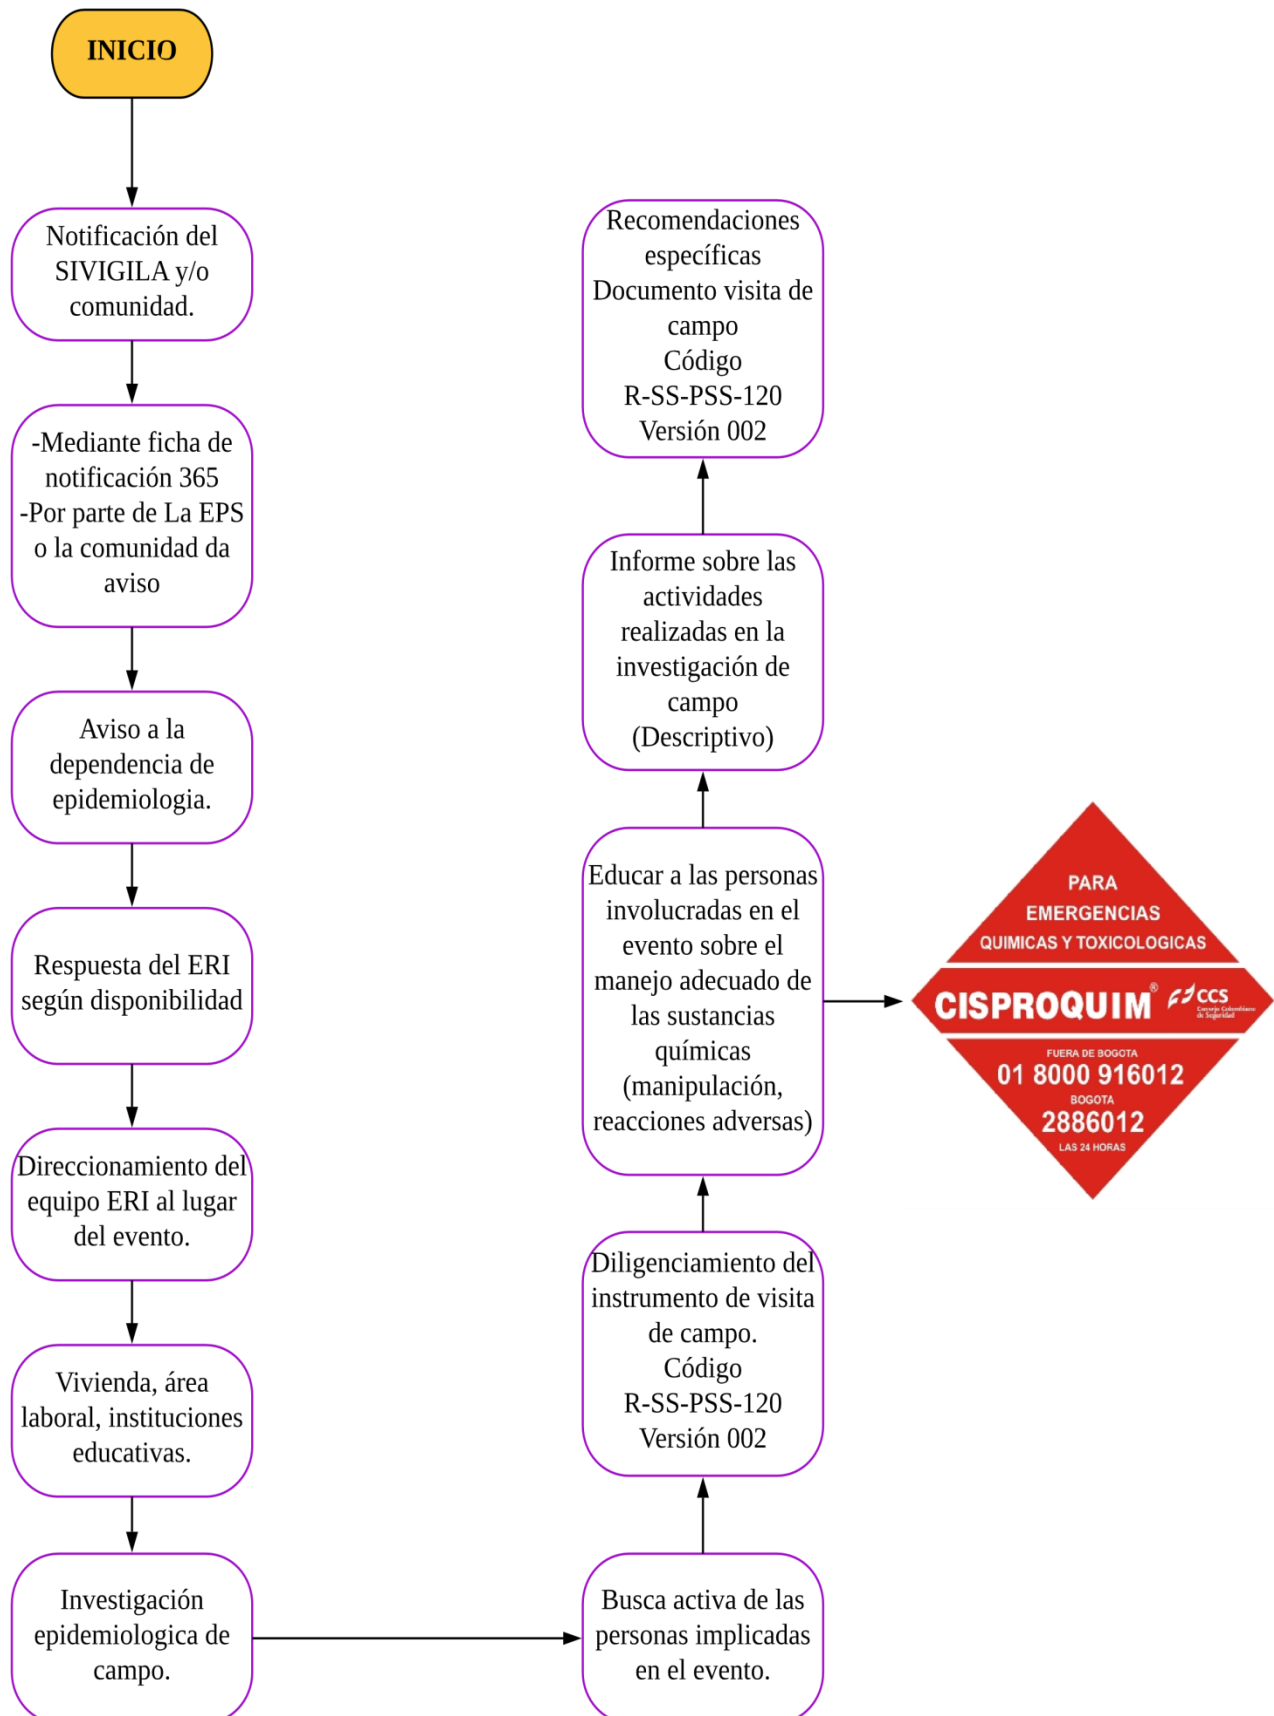 INICIO
Notificación del
SIVIGILA y/o
comunidad.
-Mediante ficha de
notificación 365
-Por parte de La EPS
o la comunidad da
aviso
Aviso a la
dependencia de
epidemiologia.
Respuesta del ERI
según disponibilidad
Direccionamiento del
equipo ERI al lugar
del evento.
Vivienda, área
laboral, instituciones
educativas.
Investigación
epidemiologica de
campo.
Busca activa de las
personas implicadas
en el evento.
Diligenciamiento del
instrumento de visita
de campo.
Código
R-SS-PSS-120
Versión 002
Educar a las personas
involucradas en el
evento sobre el
manejo adecuado de
las sustancias
químicas
(manipulación,
reacciones adversas)
Informe sobre las
actividades
realizadas en la
investigación de
campo
(Descriptivo)
Recomendaciones
específicas
Documento visita de
campo
Código
R-SS-PSS-120
Versión 002
PARA
EMERGENCIAS
QUIMICAS Y TOXICOLOGICAS
CISPROQUIM® CCS
Consejo Colombiano
de Seguridad
FUERA DE BOGOTA
01 8000 916012
BOGOTA
2886012
LAS 24 HORAS